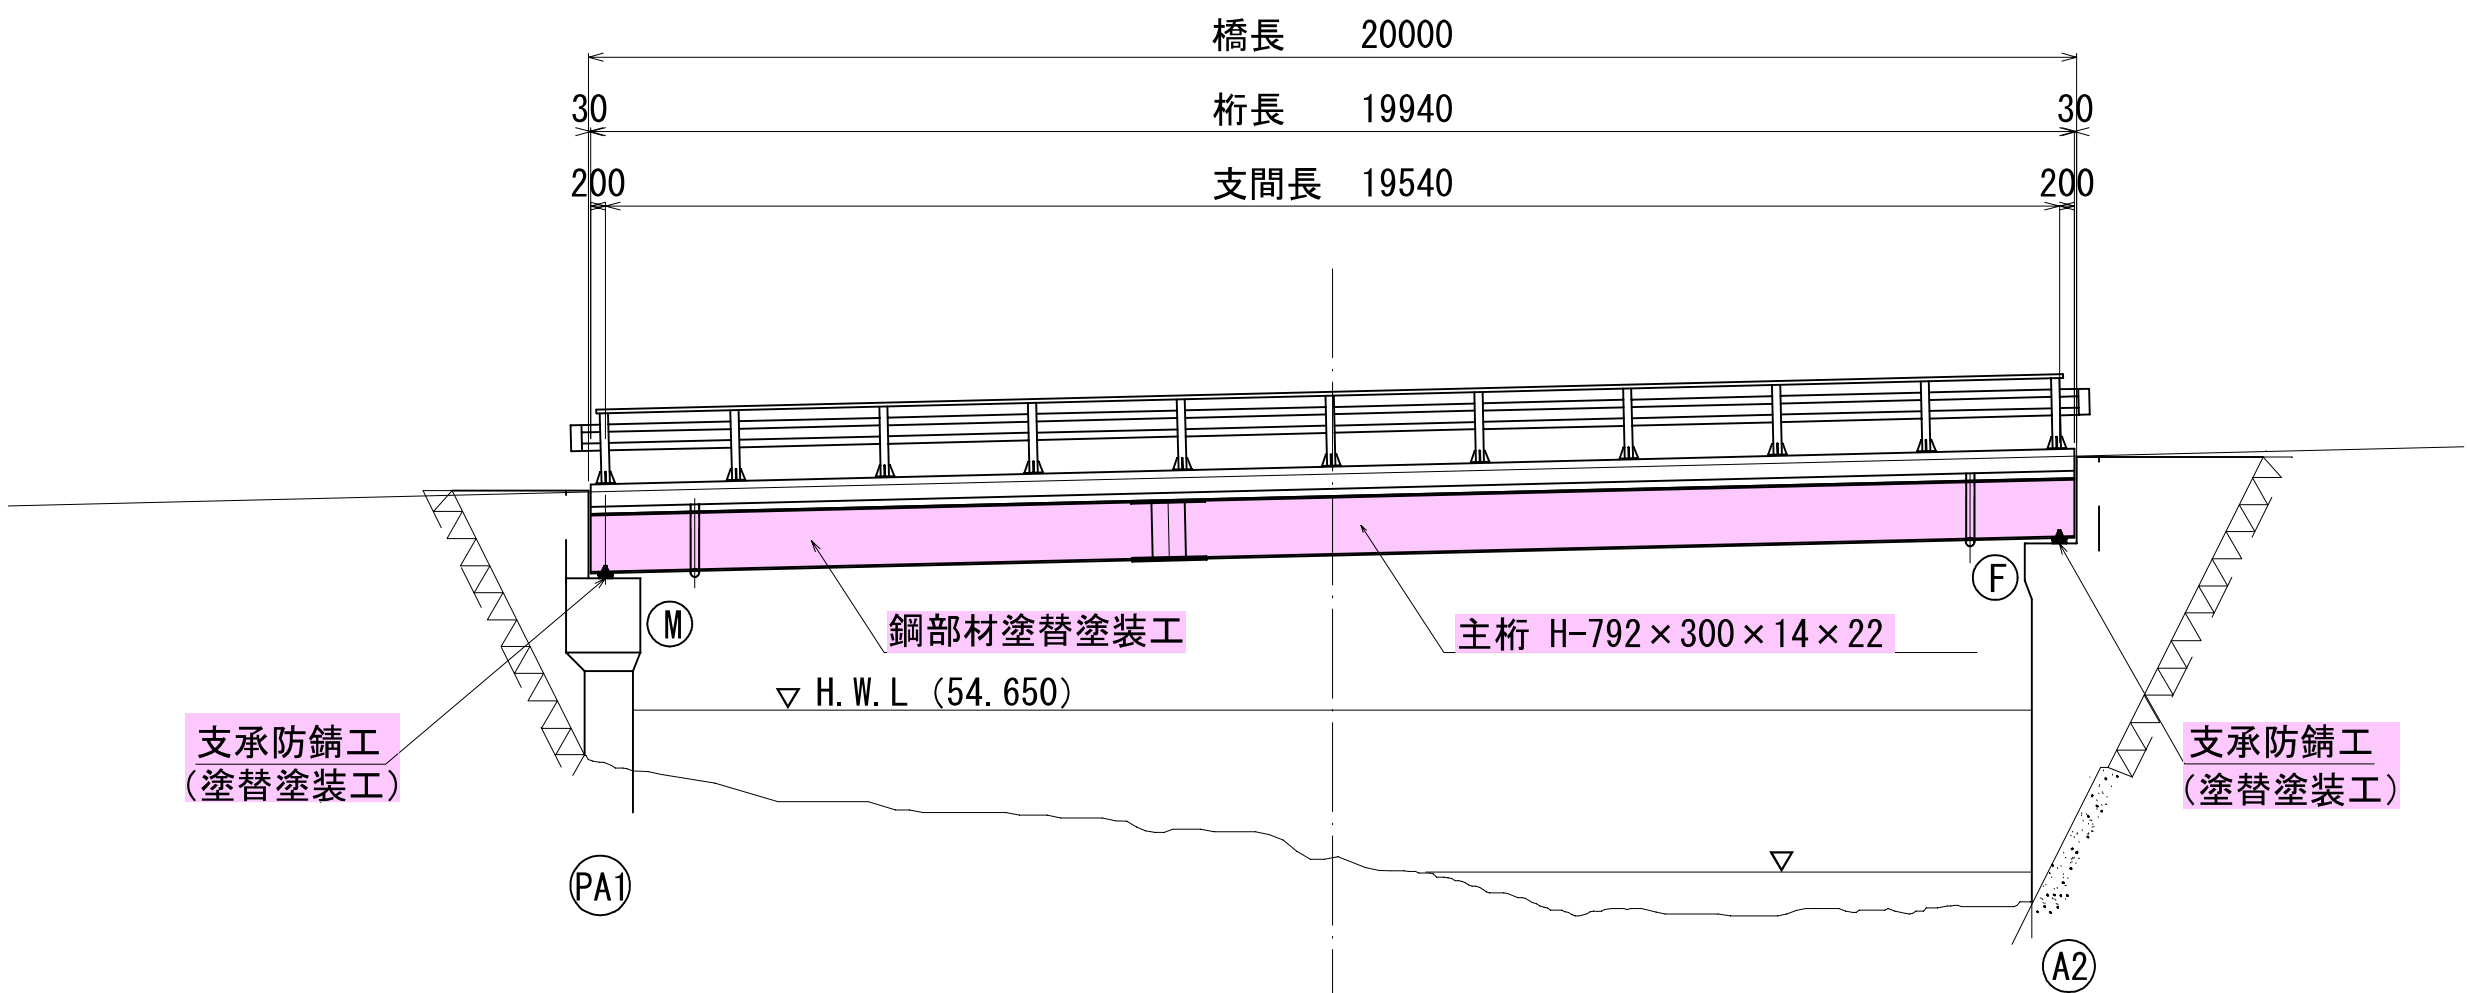 橋長 20000
30 桁長 19940 30
200 支間長 19540 200
F
M
鋼部材塗替塗装工
主桁 H-792×300×14×22
H.W.L (54.650)
支承防錆工
(塗替塗装工)
支承防錆工
(塗替塗装工)
PA1
A2